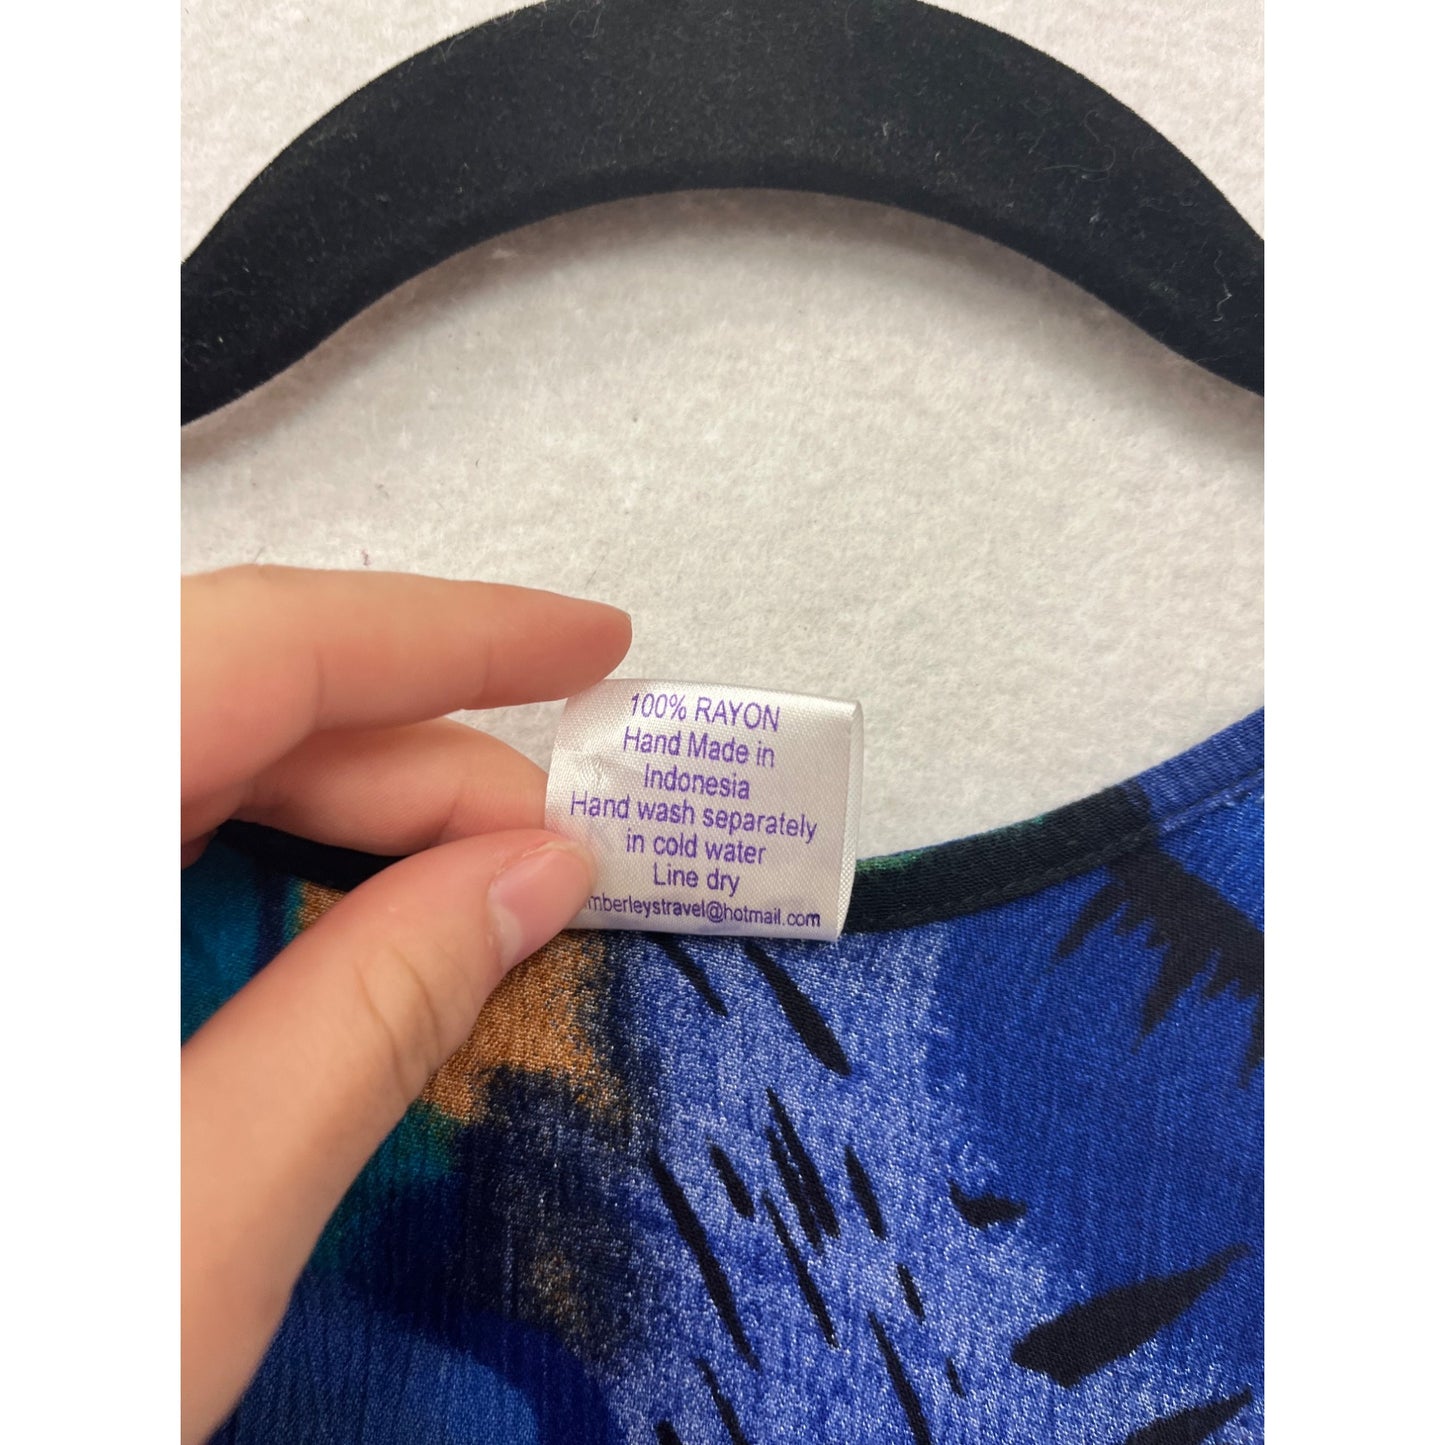 100% RAYON
Hand Made in
Indonesia
Hand wash separately
in cold water
Line dry
mberleystravel@hotmail.com